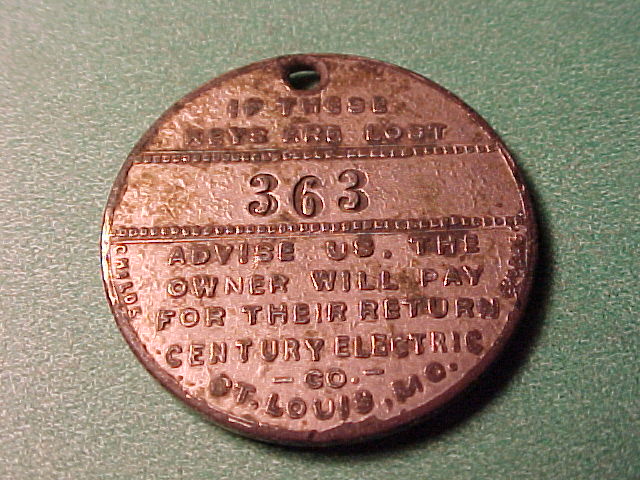 IF THESE
KEYS ARE LOST
363
ADVISE US. THE
OWNER WILL PAY
FOR THEIR RETURN
CENTURY ELECTRIC
- CO. -
ST. LOUIS, MO.